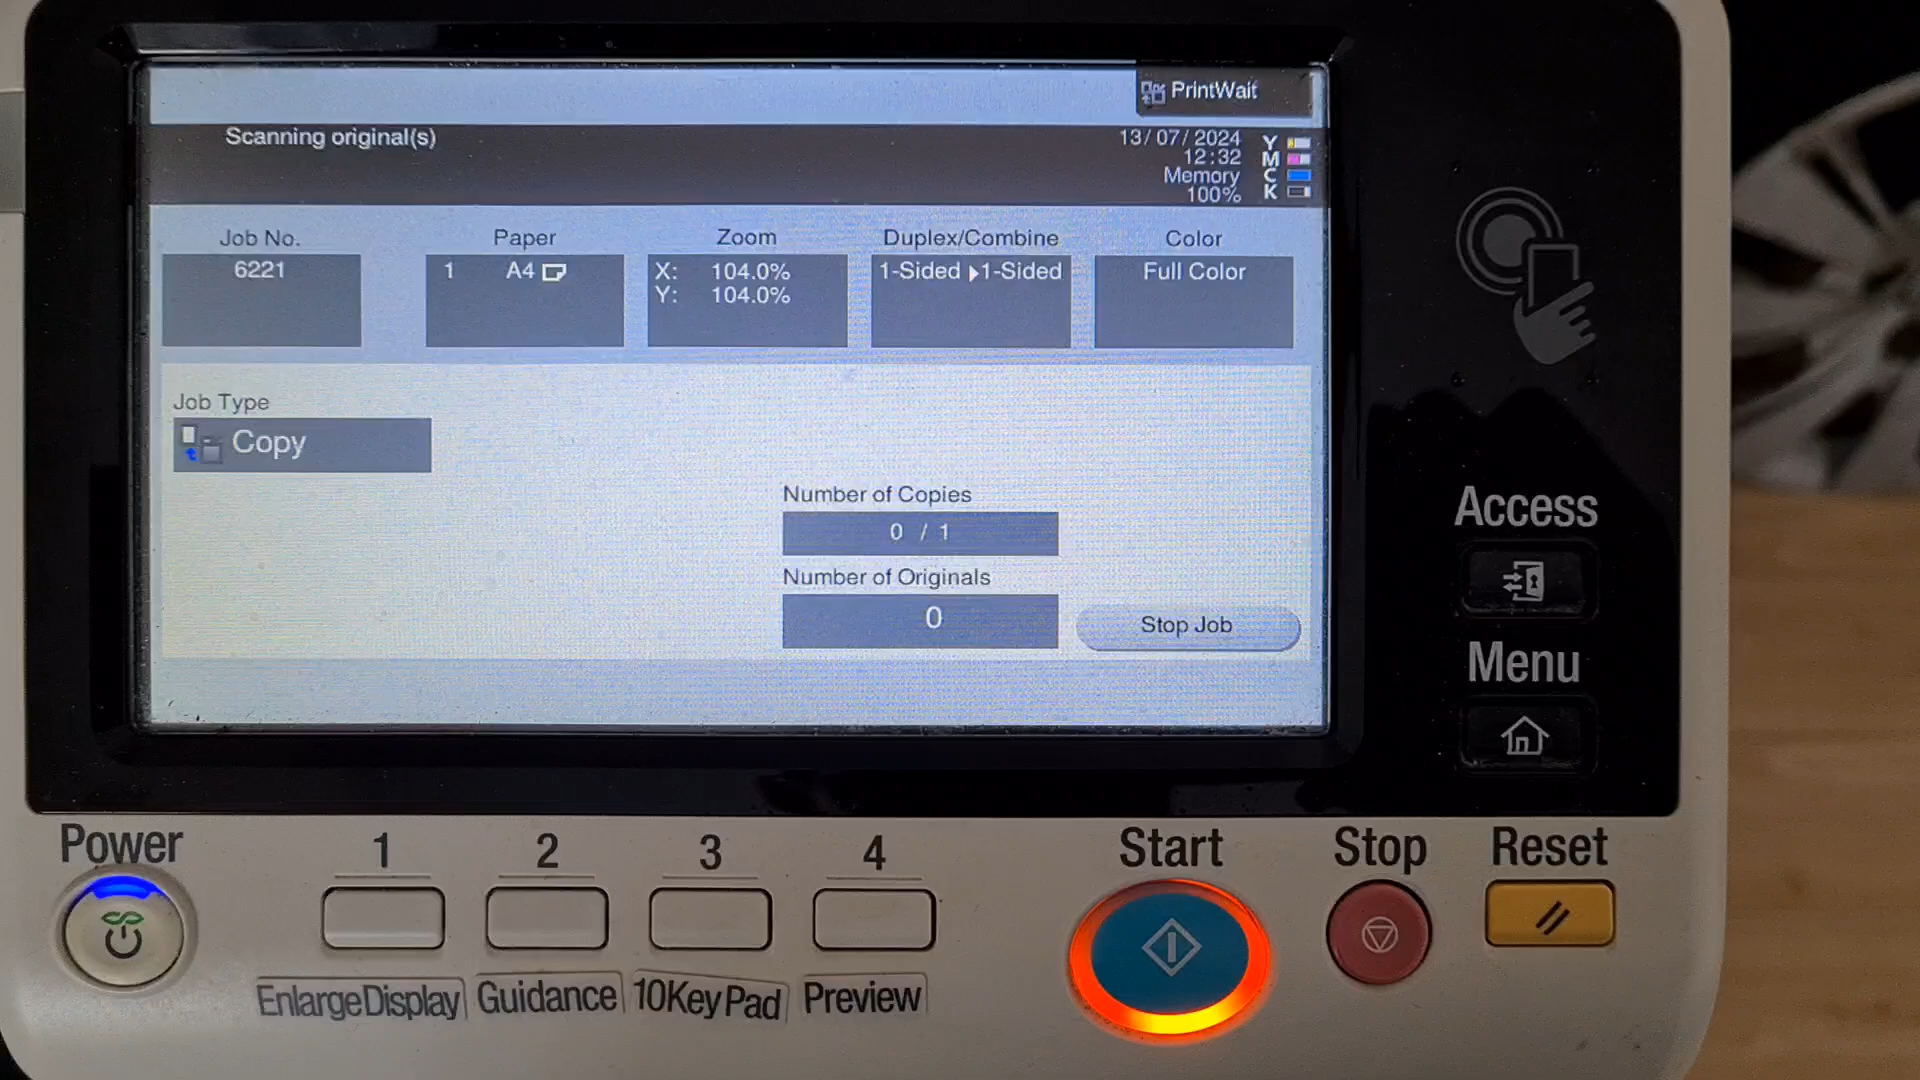 PrintWait
Scanning original(s)
13/07/2024
12:32
Memory
100%
Y
M
C
K
Job No.
6221
Paper
1 A4
Zoom
X: 104.0%
Y: 104.0%
Duplex/Combine
1-Sided ▶1-Sided
Color
Full Color
Job Type
Copy
Number of Copies
0 / 1
Number of Originals
0
Stop Job
Access
Menu
Power
1
2
3
4
Start
Stop
Reset
EnlargeDisplay
Guidance
10KeyPad
Preview